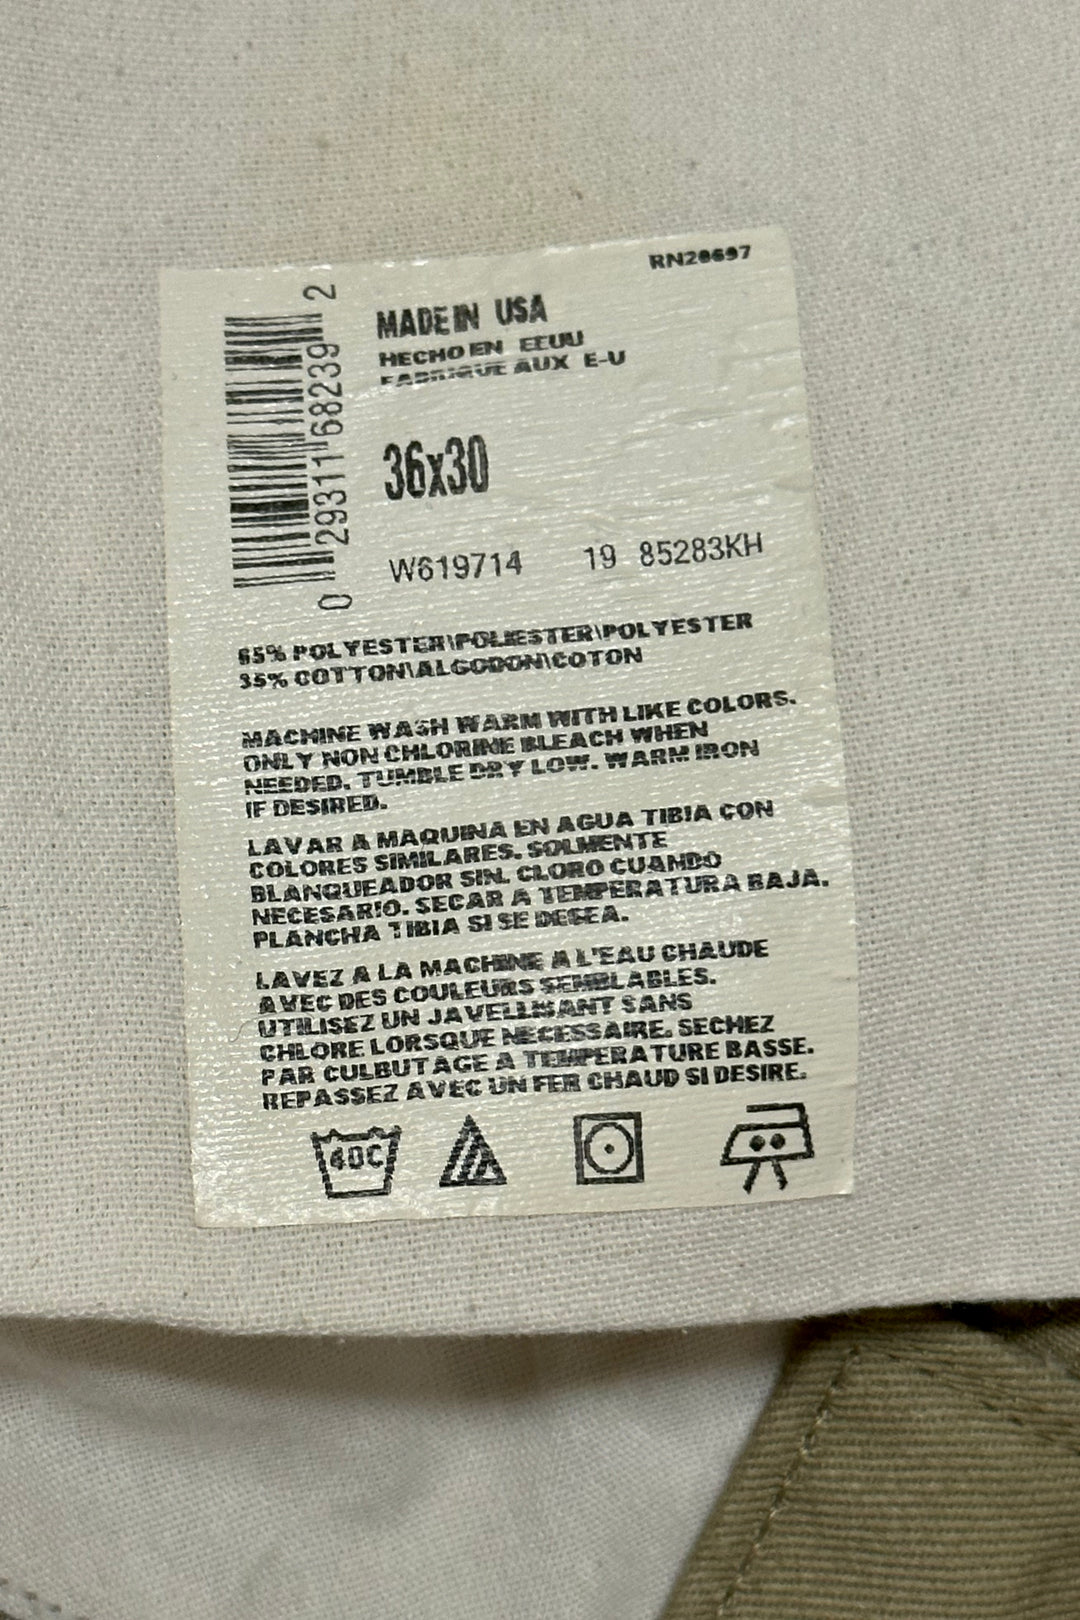 RN20697
MADE IN USA
HECHO EN EEUU
FABRIQUE AUX E-U
0 29311 68239 2
36x30
W619714 19 85283KH
65% POLYESTER\POLIESTER\POLYESTER
35% COTTON\ALGODON\COTON
MACHINE WASH WARM WITH LIKE COLORS.
ONLY NON CHLORINE BLEACH WHEN
NEEDED. TUMBLE DRY LOW. WARM IRON
IF DESIRED.
LAVAR A MAQUINA EN AGUA TIBIA CON
COLORES SIMILARES. SOLMENTE
BLANQUEADOR SIN. CLORO CUANDO
NECESARIO. SECAR A TEMPERATURA BAJA.
PLANCHA TIBIA SI SE DESEA.
LAVEZ A LA MACHINE A L'EAU CHAUDE
AVEC DES COULEURS SEMBLABLES.
UTILISEZ UN JAVELLISANT SANS
CHLORE LORSQUE NECESSAIRE. SECHEZ
PAR CULBUTAGE A TEMPERATURE BASSE.
REPASSEZ AVEC UN FER CHAUD SI DESIRE.
40C